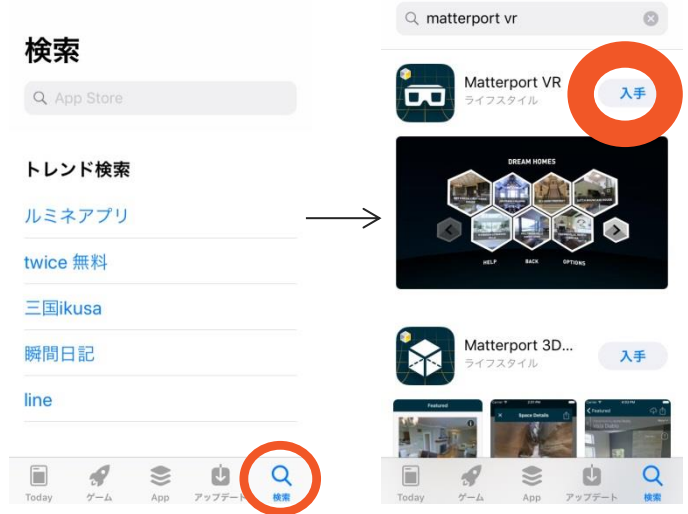 検索
App Store
トレンド検索
ルミネアプリ
twice 無料
三国ikusa
瞬間日記
line
Today
ゲーム
App
アップデート
検索
matterport vr
Matterport VR
ライフスタイル
入手
DREAM HOMES
HELP
BACK
OPTIONS
Matterport 3D...
ライフスタイル
入手
Featured
Space Details
Featured
Today
ゲーム
App
アップデート
検索